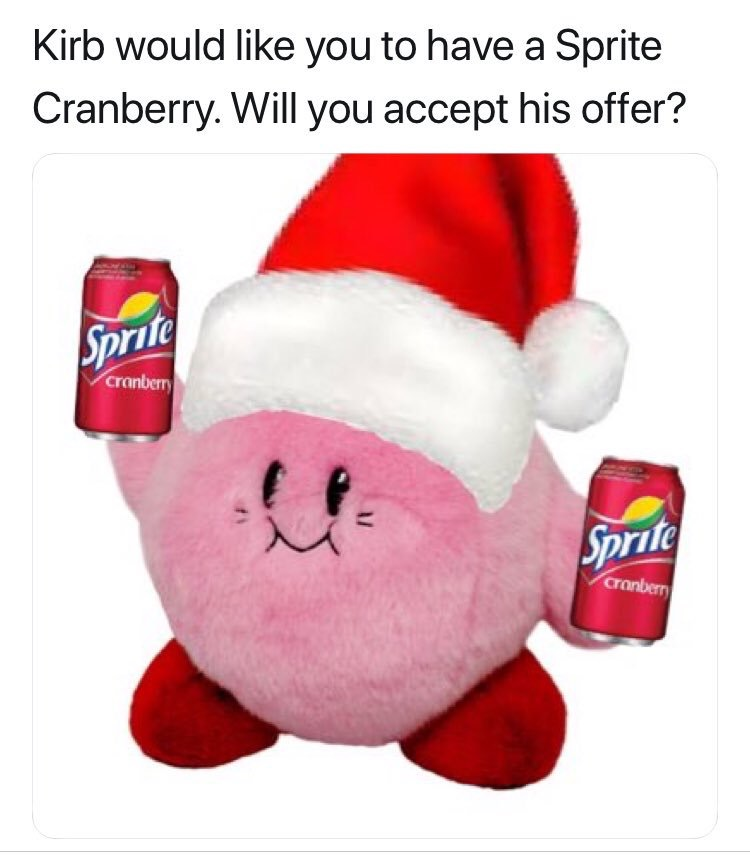 Kirb would like you to have a Sprite
Cranberry. Will you accept his offer?
Sprite
cranberry
Sprite
cranberry